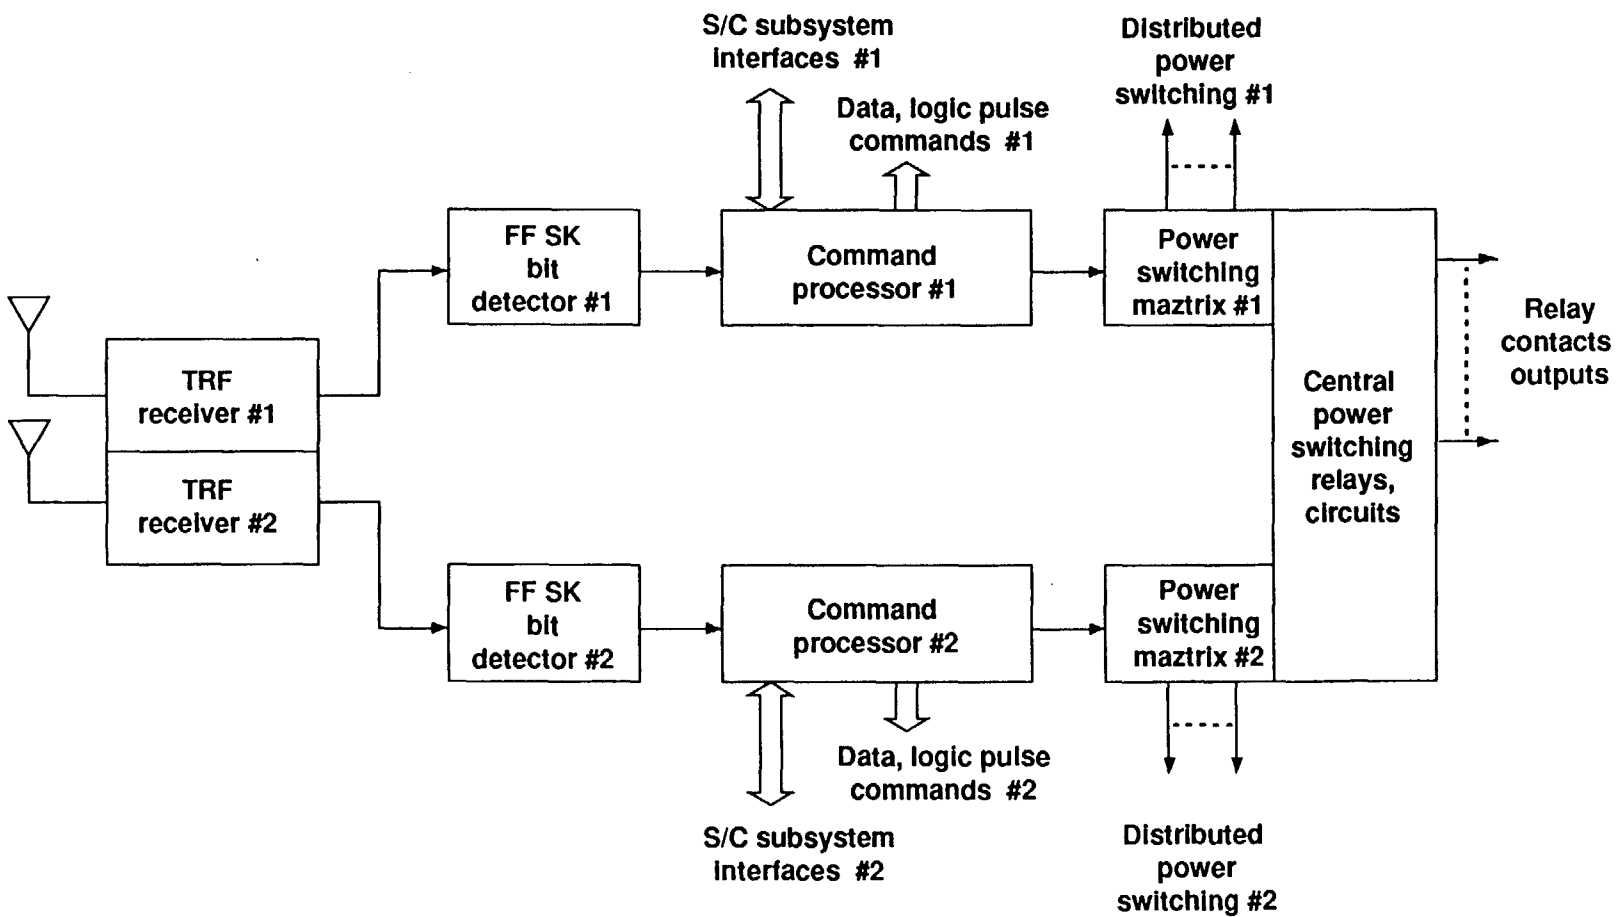 S/C subsystem
interfaces #1
Distributed
power
switching #1
Data, logic pulse
commands #1
FF SK
bit
detector #1
Command
processor #1
Power
switching
maztrix #1
TRF
receiver #1
TRF
receiver #2
Central
power
switching
relays,
circuits
Relay
contacts
outputs
FF SK
bit
detector #2
Command
processor #2
Power
switching
maztrix #2
Data, logic pulse
commands #2
S/C subsystem
interfaces #2
Distributed
power
switching #2